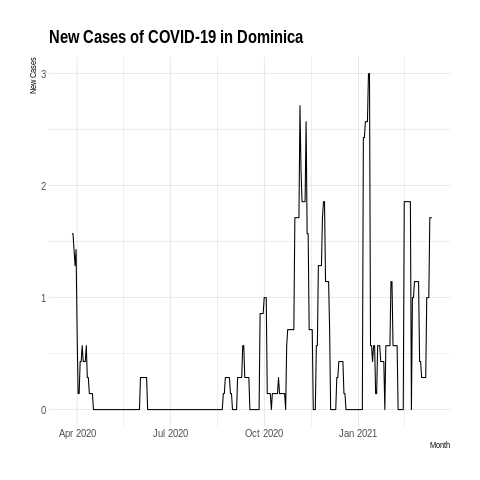 New Cases of COVID-19 in Dominica
New Cases
3
2
1
0
Apr 2020
Jul 2020
Oct 2020
Jan 2021
Month